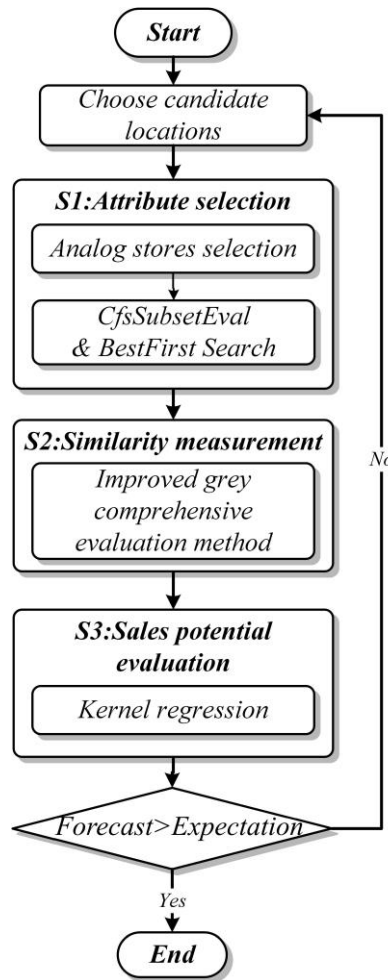 Start
Choose candidate
locations
S1:Attribute selection
Analog stores selection
CfsSubsetEval
& BestFirst Search
S2:Similarity measurement
Improved grey
comprehensive
evaluation method
No
S3:Sales potential
evaluation
Kernel regression
Forecast>Expectation
Yes
End